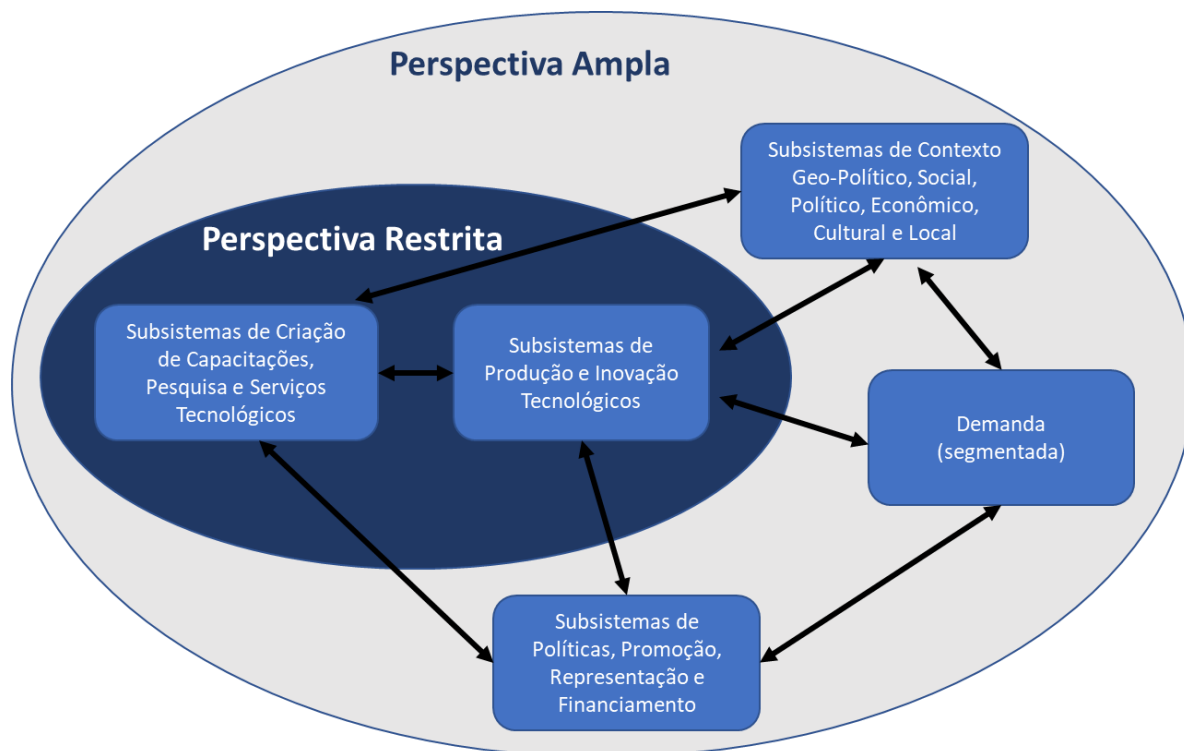 Perspectiva Ampla
Subsistemas de Contexto
Geo-Político, Social,
Político, Econômico,
Cultural e Local
Perspectiva Restrita
Subsistemas de Criação
de Capacitações,
Pesquisa e Serviços
Tecnológicos
Subsistemas de
Produção e Inovação
Tecnológicos
Demanda
(segmentada)
Subsistemas de
Políticas, Promoção,
Representação e
Financiamento